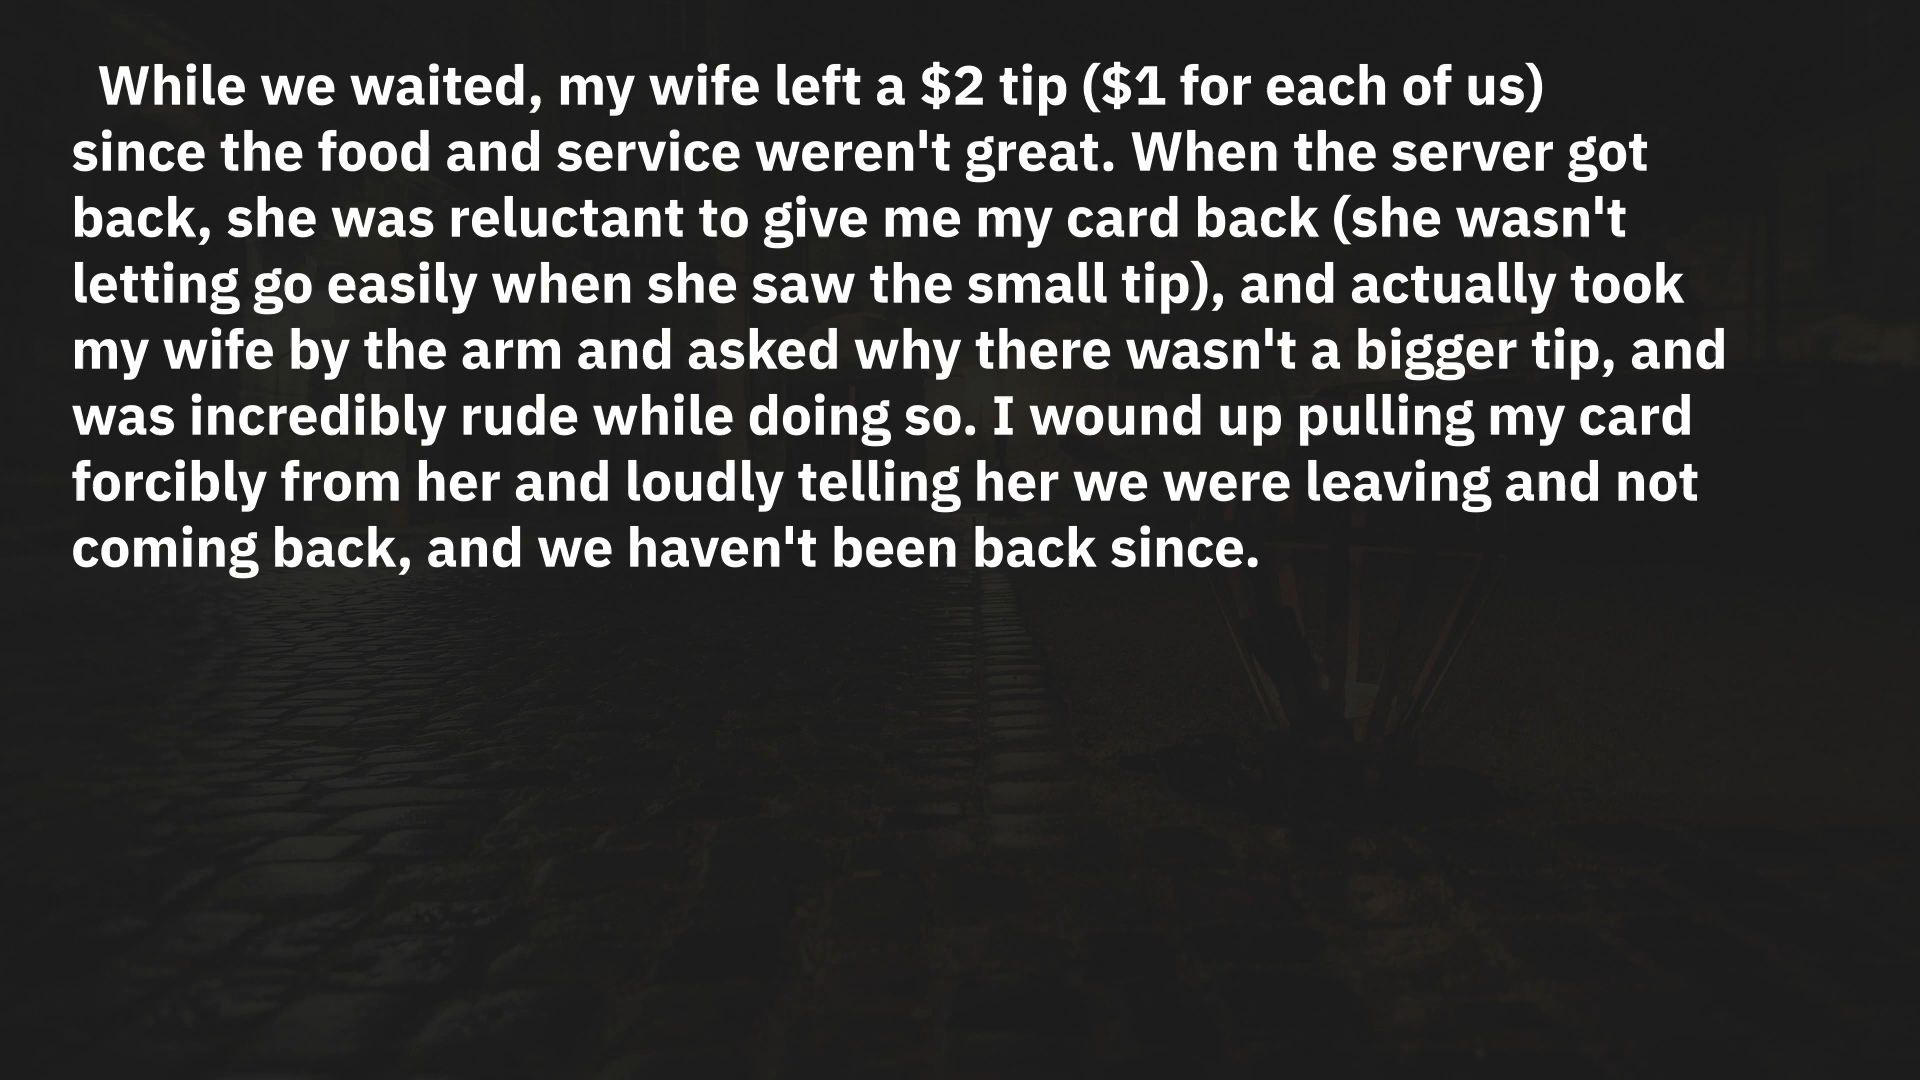 While we waited, my wife left a $2 tip ($1 for each of us)
since the food and service weren't great. When the server got
back, she was reluctant to give me my card back (she wasn't
letting go easily when she saw the small tip), and actually took
my wife by the arm and asked why there wasn't a bigger tip, and
was incredibly rude while doing so. I wound up pulling my card
forcibly from her and loudly telling her we were leaving and not
coming back, and we haven't been back since.